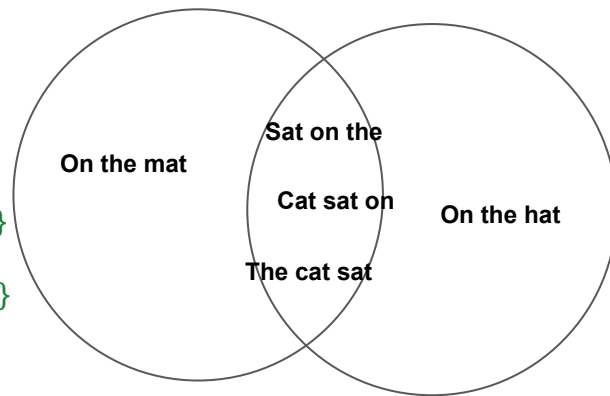 Sat on the
On the mat
Cat sat on
On the hat
}
The cat sat
}